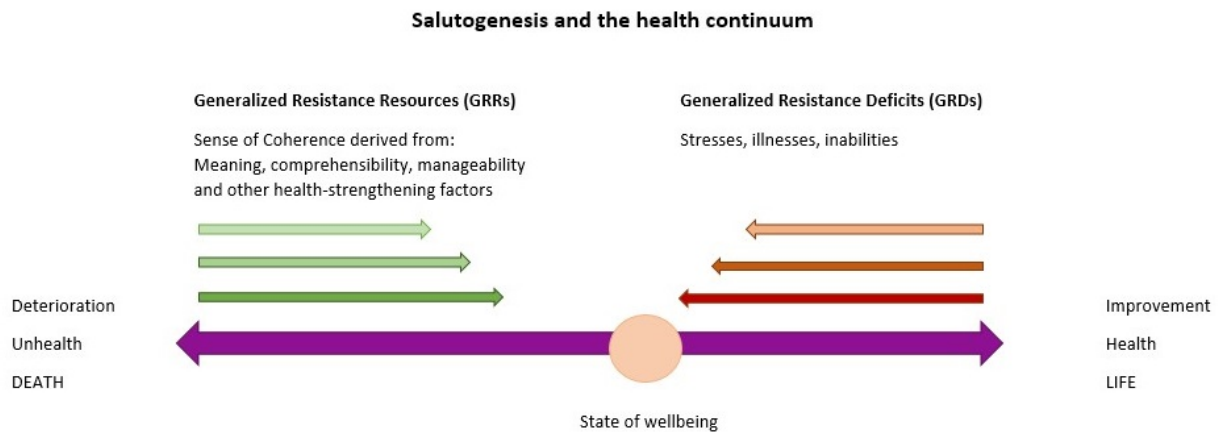 Salutogenesis and the health continuum
Generalized Resistance Resources (GRRs)
Sense of Coherence derived from:
Meaning, comprehensibility, manageability
and other health-strengthening factors
Generalized Resistance Deficits (GRDs)
Stresses, illnesses, inabilities
Deterioration
Unhealth
DEATH
Improvement
Health
LIFE
State of wellbeing